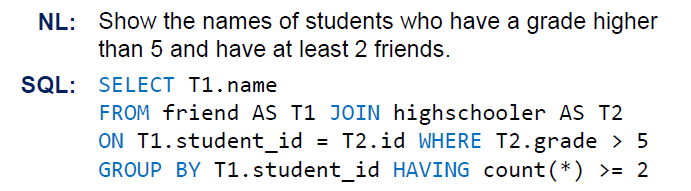 NL: Show the names of students who have a grade higher
than 5 and have at least 2 friends.
SQL: SELECT T1.name
FROM friend AS T1 JOIN highschooler AS T2
ON T1.student_id = T2.id WHERE T2.grade > 5
GROUP BY T1.student_id HAVING count(*) >= 2